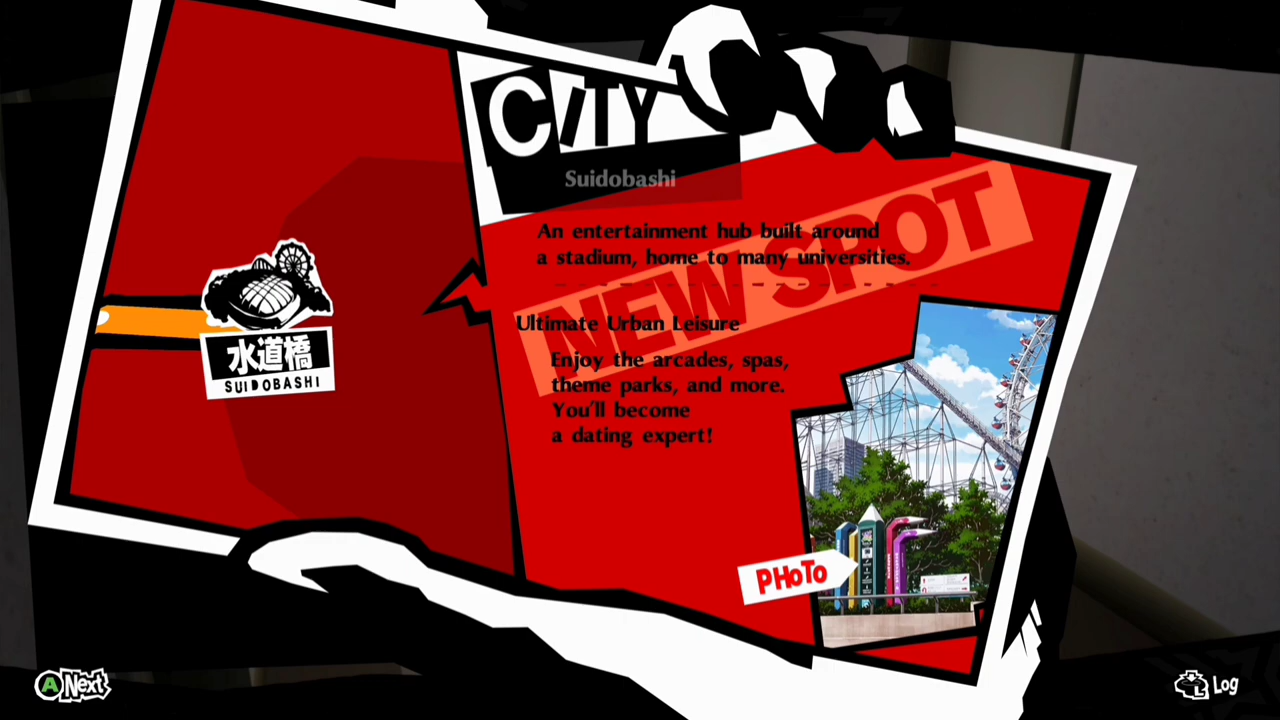 CITY
Suidobashi
NEW SPOT
An entertainment hub built around
a stadium, home to many universities.
Ultimate Urban Leisure
Enjoy the arcades, spas,
theme parks, and more.
You'll become
a dating expert!
水道橋
SUIDOBASHI
PHOTO
A Next
L Log